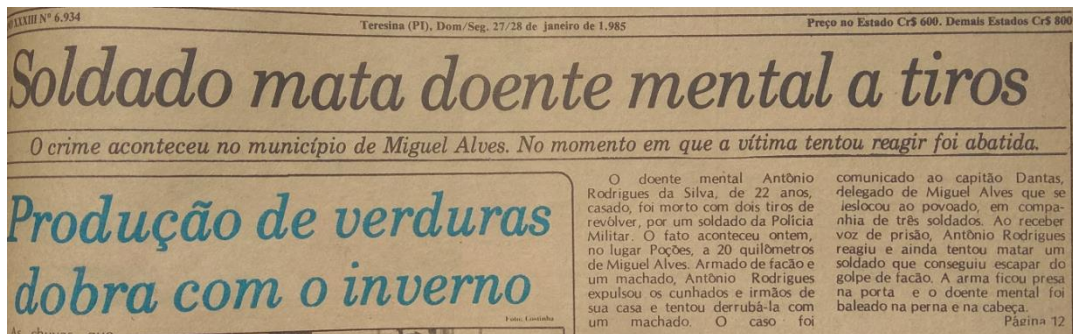 XXXIII Nº 6.934
Teresina (PI), Dom/Seg. 27/28 de janeiro de 1.985
Preço no Estado Cr$ 600. Demais Estados Cr$ 800
Soldado mata doente mental a tiros
O crime aconteceu no município de Miguel Alves. No momento em que a vítima tentou reagir foi abatida.
Produção de verduras
dobra com o inverno
O doente mental Antônio
Rodrigues da Silva, de 22 anos,
casado, foi morto com dois tiros de
revólver, por um soldado da Polícia
Militar. O fato aconteceu ontem,
no lugar Poções, a 20 quilômetros
de Miguel Alves. Armado de facão e
um machado, Antônio Rodrigues
expulsou os cunhados e irmãos de
sua casa e tentou derrubá-la com
um machado. O caso foi
comunicado ao capitão Dantas,
delegado de Miguel Alves que se
deslocou ao povoado, em compa-
nhia de três soldados. Ao receber
voz de prisão, Antônio Rodrigues
reagiu e ainda tentou matar um
soldado que conseguiu escapar do
golpe de facão. A arma ficou presa
na porta e o doente mental foi
baleado na perna e na cabeça.
Página 12